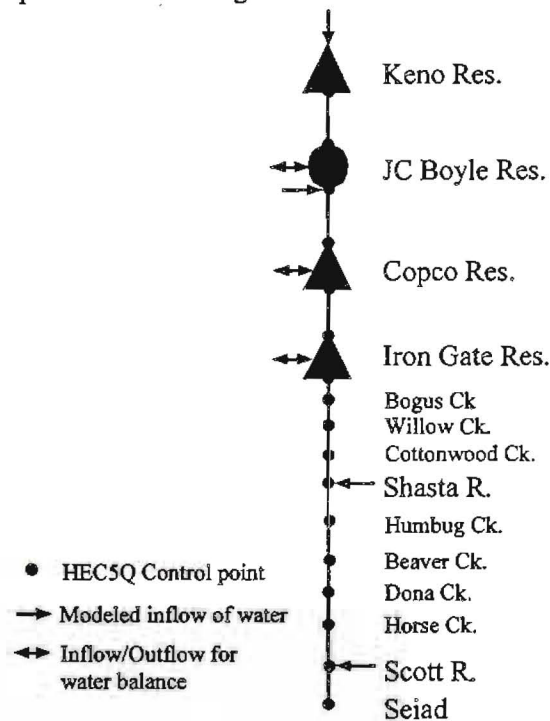 Keno Res.
JC Boyle Res.
Copco Res.
Iron Gate Res.
Bogus Ck
Willow Ck.
Cottonwood Ck.
Shasta R.
Humbug Ck.
Beaver Ck.
Dona Ck.
Horse Ck.
Scott R.
Seiad
HEC5Q Control point
Modeled inflow of water
Inflow/Outflow for
water balance